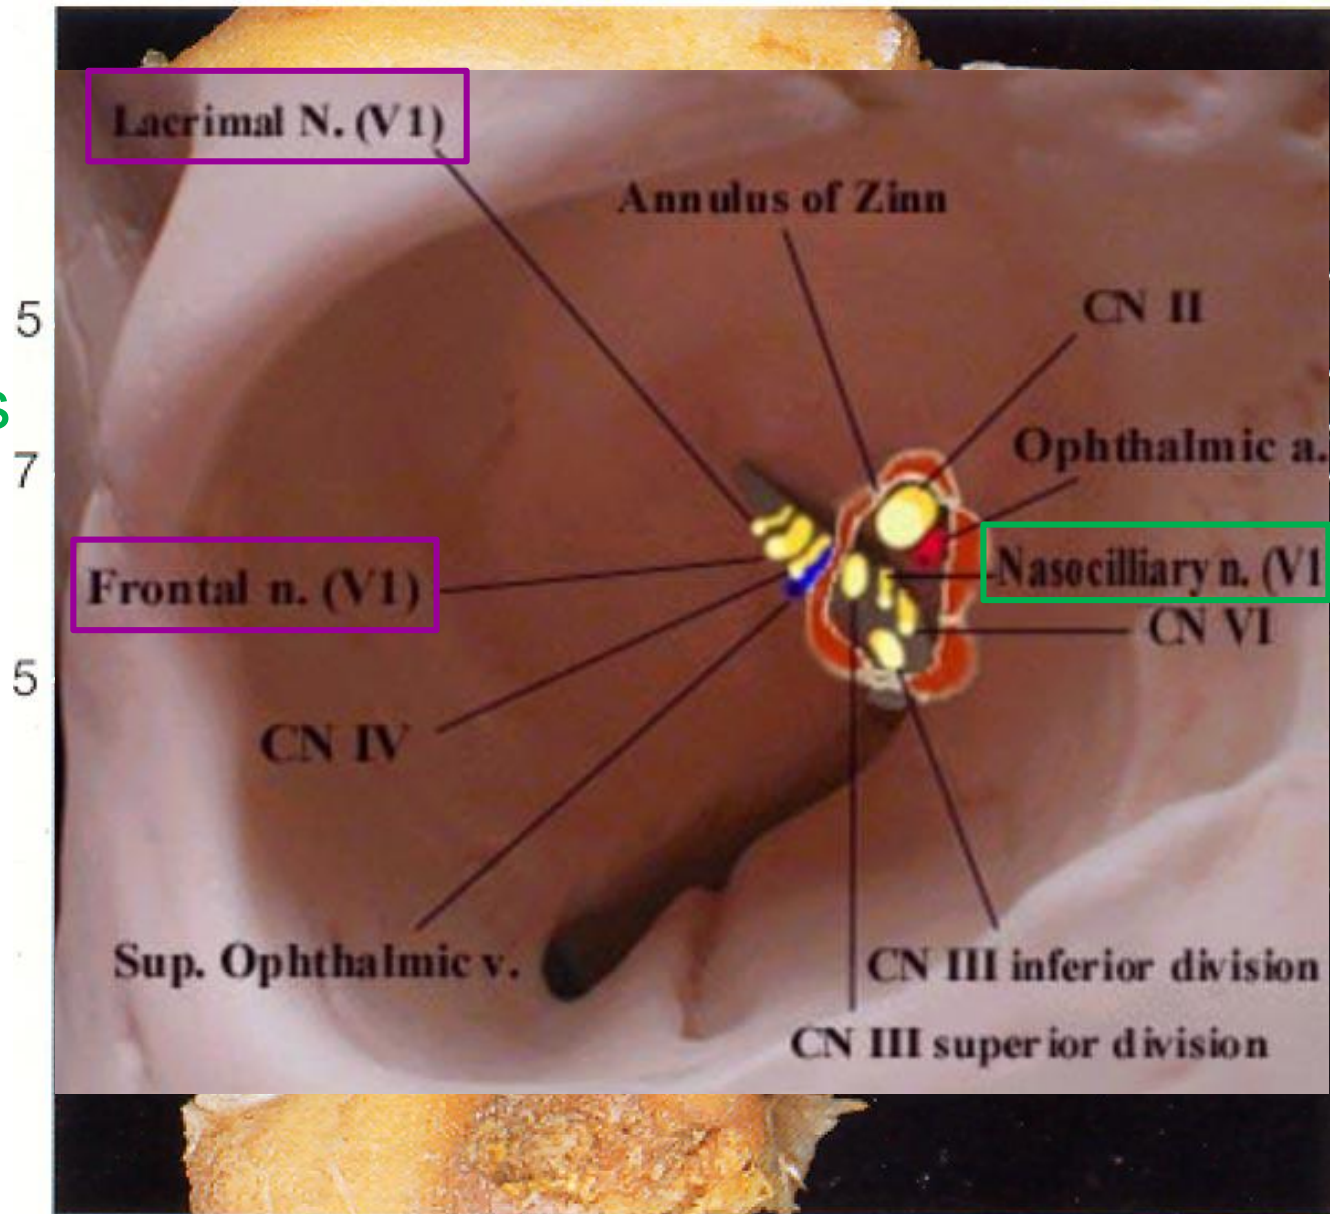 Lacrimal N. (V1)
Annulus of Zinn
CN II
5
s
Ophthalmic a.
7
Nasocilliary n. (V1
Frontal n. (V1)
CN VI
5
CN IV
Sup. Ophthalmic v.
CN III inferior division
CN III superior division